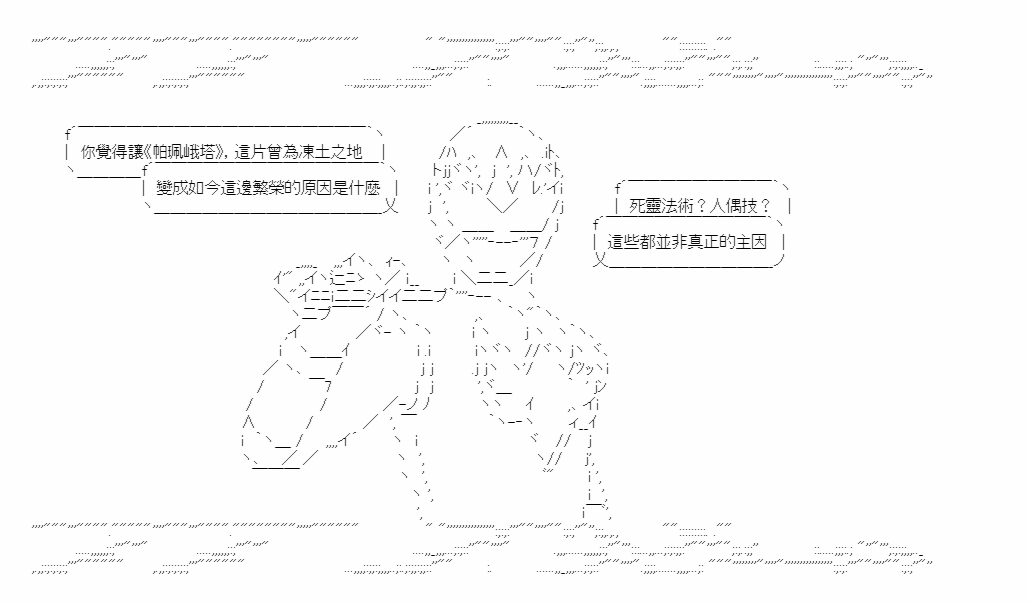 你覺得讓《帕珮峨塔》，這片曾為凍土之地
變成如今這邊繁榮的原因是什麼
死靈法術？人偶技？
這些都並非真正的主因